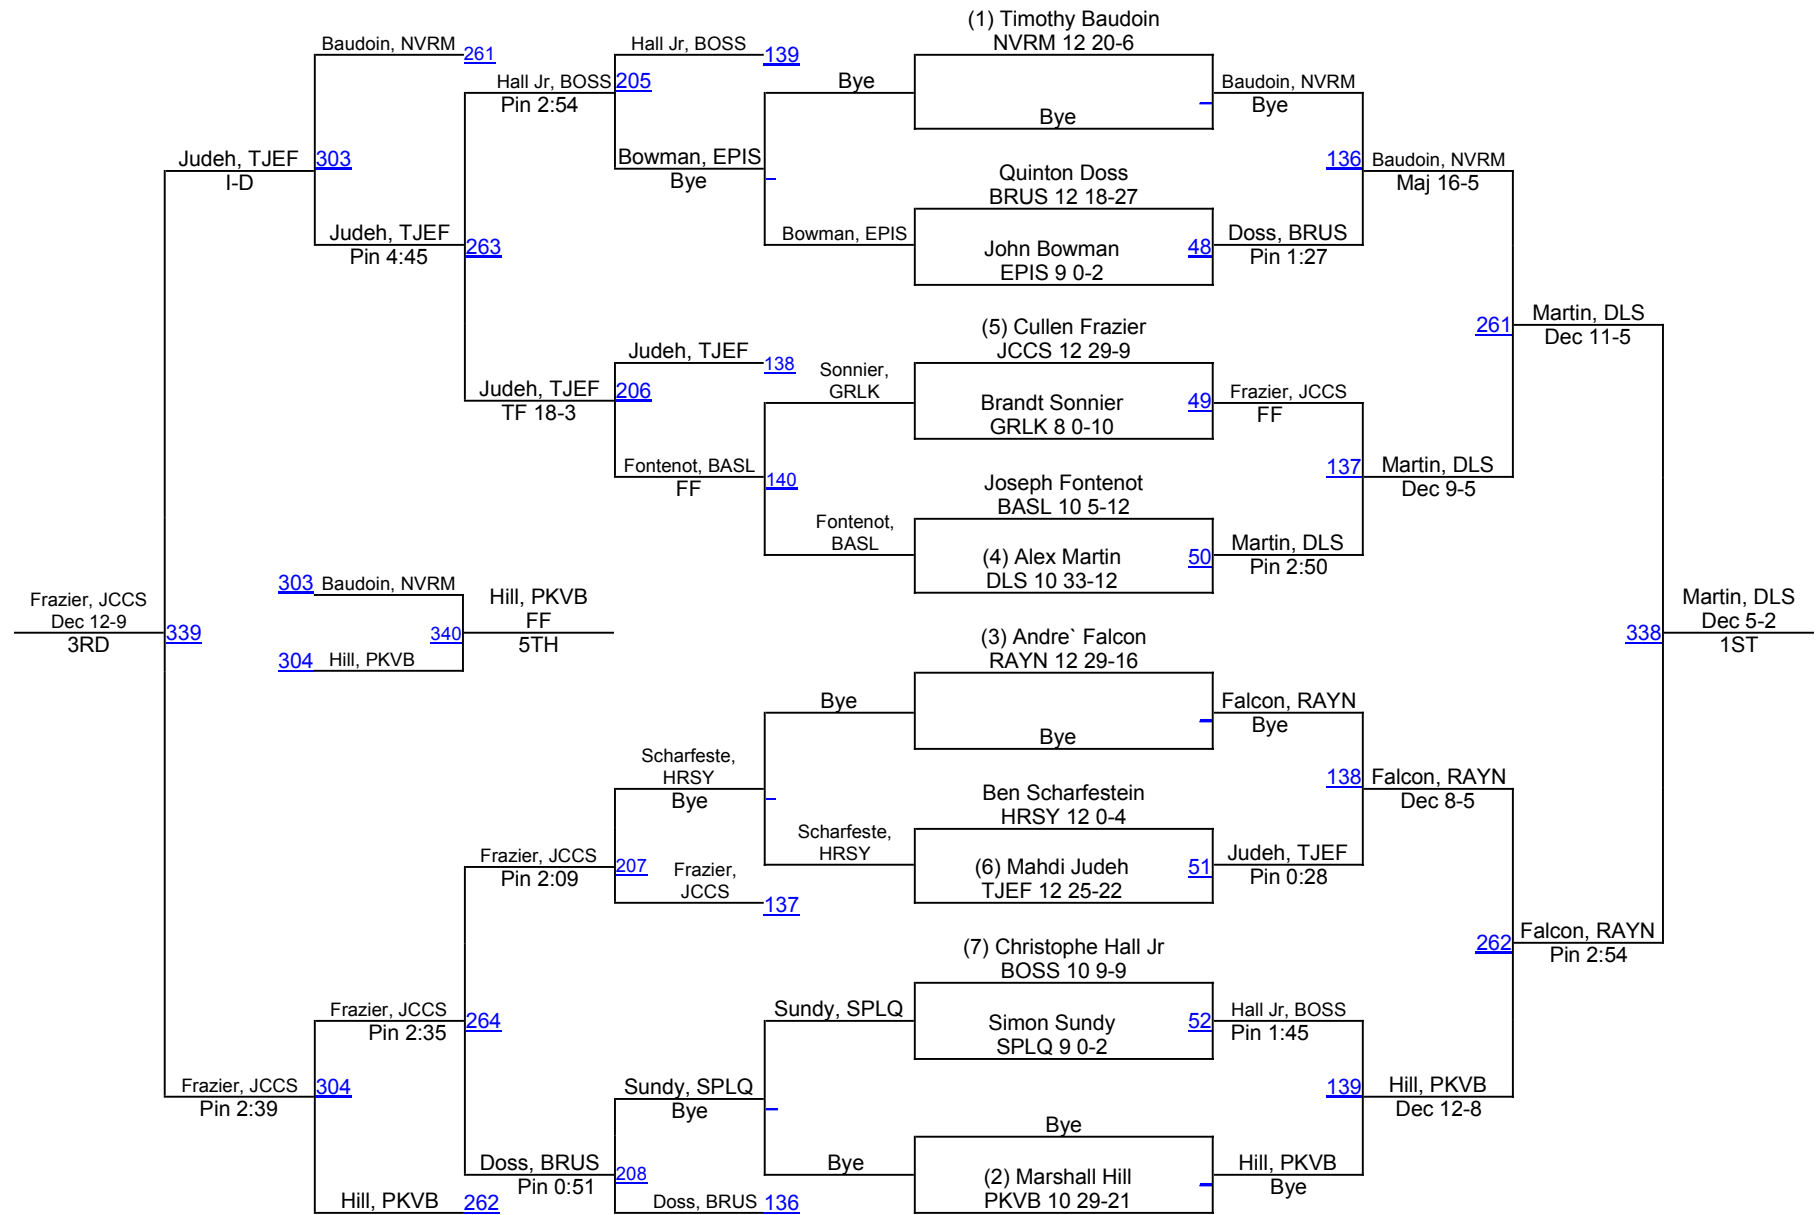 (1) Timothy Baudoin
NVRM 12 20-6
Baudoin, NVRM
261
Hall Jr, BOSS
139
Hall Jr, BOSS
205
Pin 2:54
Bye
Baudoin, NVRM
Bye
Bye
Judeh, TJEF
303
I-D
Bowman, EPIS
Bye
136
Baudoin, NVRM
Maj 16-5
Quinton Doss
BRUS 12 18-27
Judeh, TJEF
263
Pin 4:45
Bowman, EPIS
John Bowman
EPIS 9 0-2
48
Doss, BRUS
Pin 1:27
261
Martin, DLS
Dec 11-5
(5) Cullen Frazier
JCCS 12 29-9
Judeh, TJEF
138
Sonnier,
GRLK
Judeh, TJEF
206
TF 18-3
Brandt Sonnier
GRLK 8 0-10
49
Frazier, JCCS
FF
Fontenot, BASL
FF
140
137
Martin, DLS
Dec 9-5
Joseph Fontenot
BASL 10 5-12
Fontenot,
BASL
(4) Alex Martin
DLS 10 33-12
50
Martin, DLS
Pin 2:50
303
Baudoin, NVRM
Frazier, JCCS
Dec 12-9
3RD
339
340
Hill, PKVB
FF
5TH
304
Hill, PKVB
338
Martin, DLS
Dec 5-2
1ST
(3) Andre` Falcon
RAYN 12 29-16
Bye
Bye
Falcon, RAYN
Bye
Scharfeste,
HRSY
Bye
138
Falcon, RAYN
Dec 8-5
Ben Scharfestein
HRSY 12 0-4
Scharfeste,
HRSY
Frazier, JCCS
Pin 2:09
207
Frazier,
JCCS
137
(6) Mahdi Judeh
TJEF 12 25-22
51
Judeh, TJEF
Pin 0:28
262
Falcon, RAYN
Pin 2:54
(7) Christophe Hall Jr
BOSS 10 9-9
Frazier, JCCS
Pin 2:35
264
Sundy, SPLQ
Simon Sundy
SPLQ 9 0-2
52
Hall Jr, BOSS
Pin 1:45
Frazier, JCCS
304
Pin 2:39
Sundy, SPLQ
Bye
139
Hill, PKVB
Dec 12-8
Bye
Doss, BRUS
Pin 0:51
208
Bye
(2) Marshall Hill
PKVB 10 29-21
Hill, PKVB
Bye
Hill, PKVB
262
Doss, BRUS
136